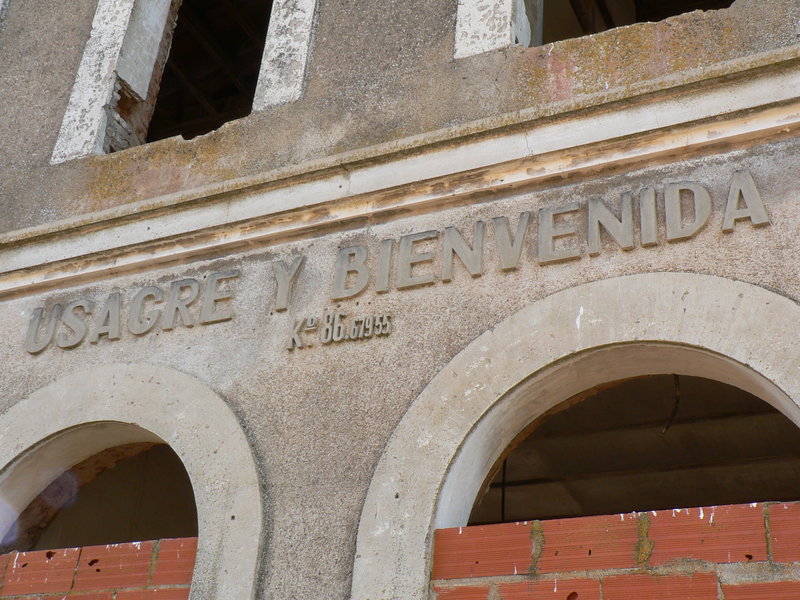 USAGRE Y BIENVENIDA
Kº 86.67955